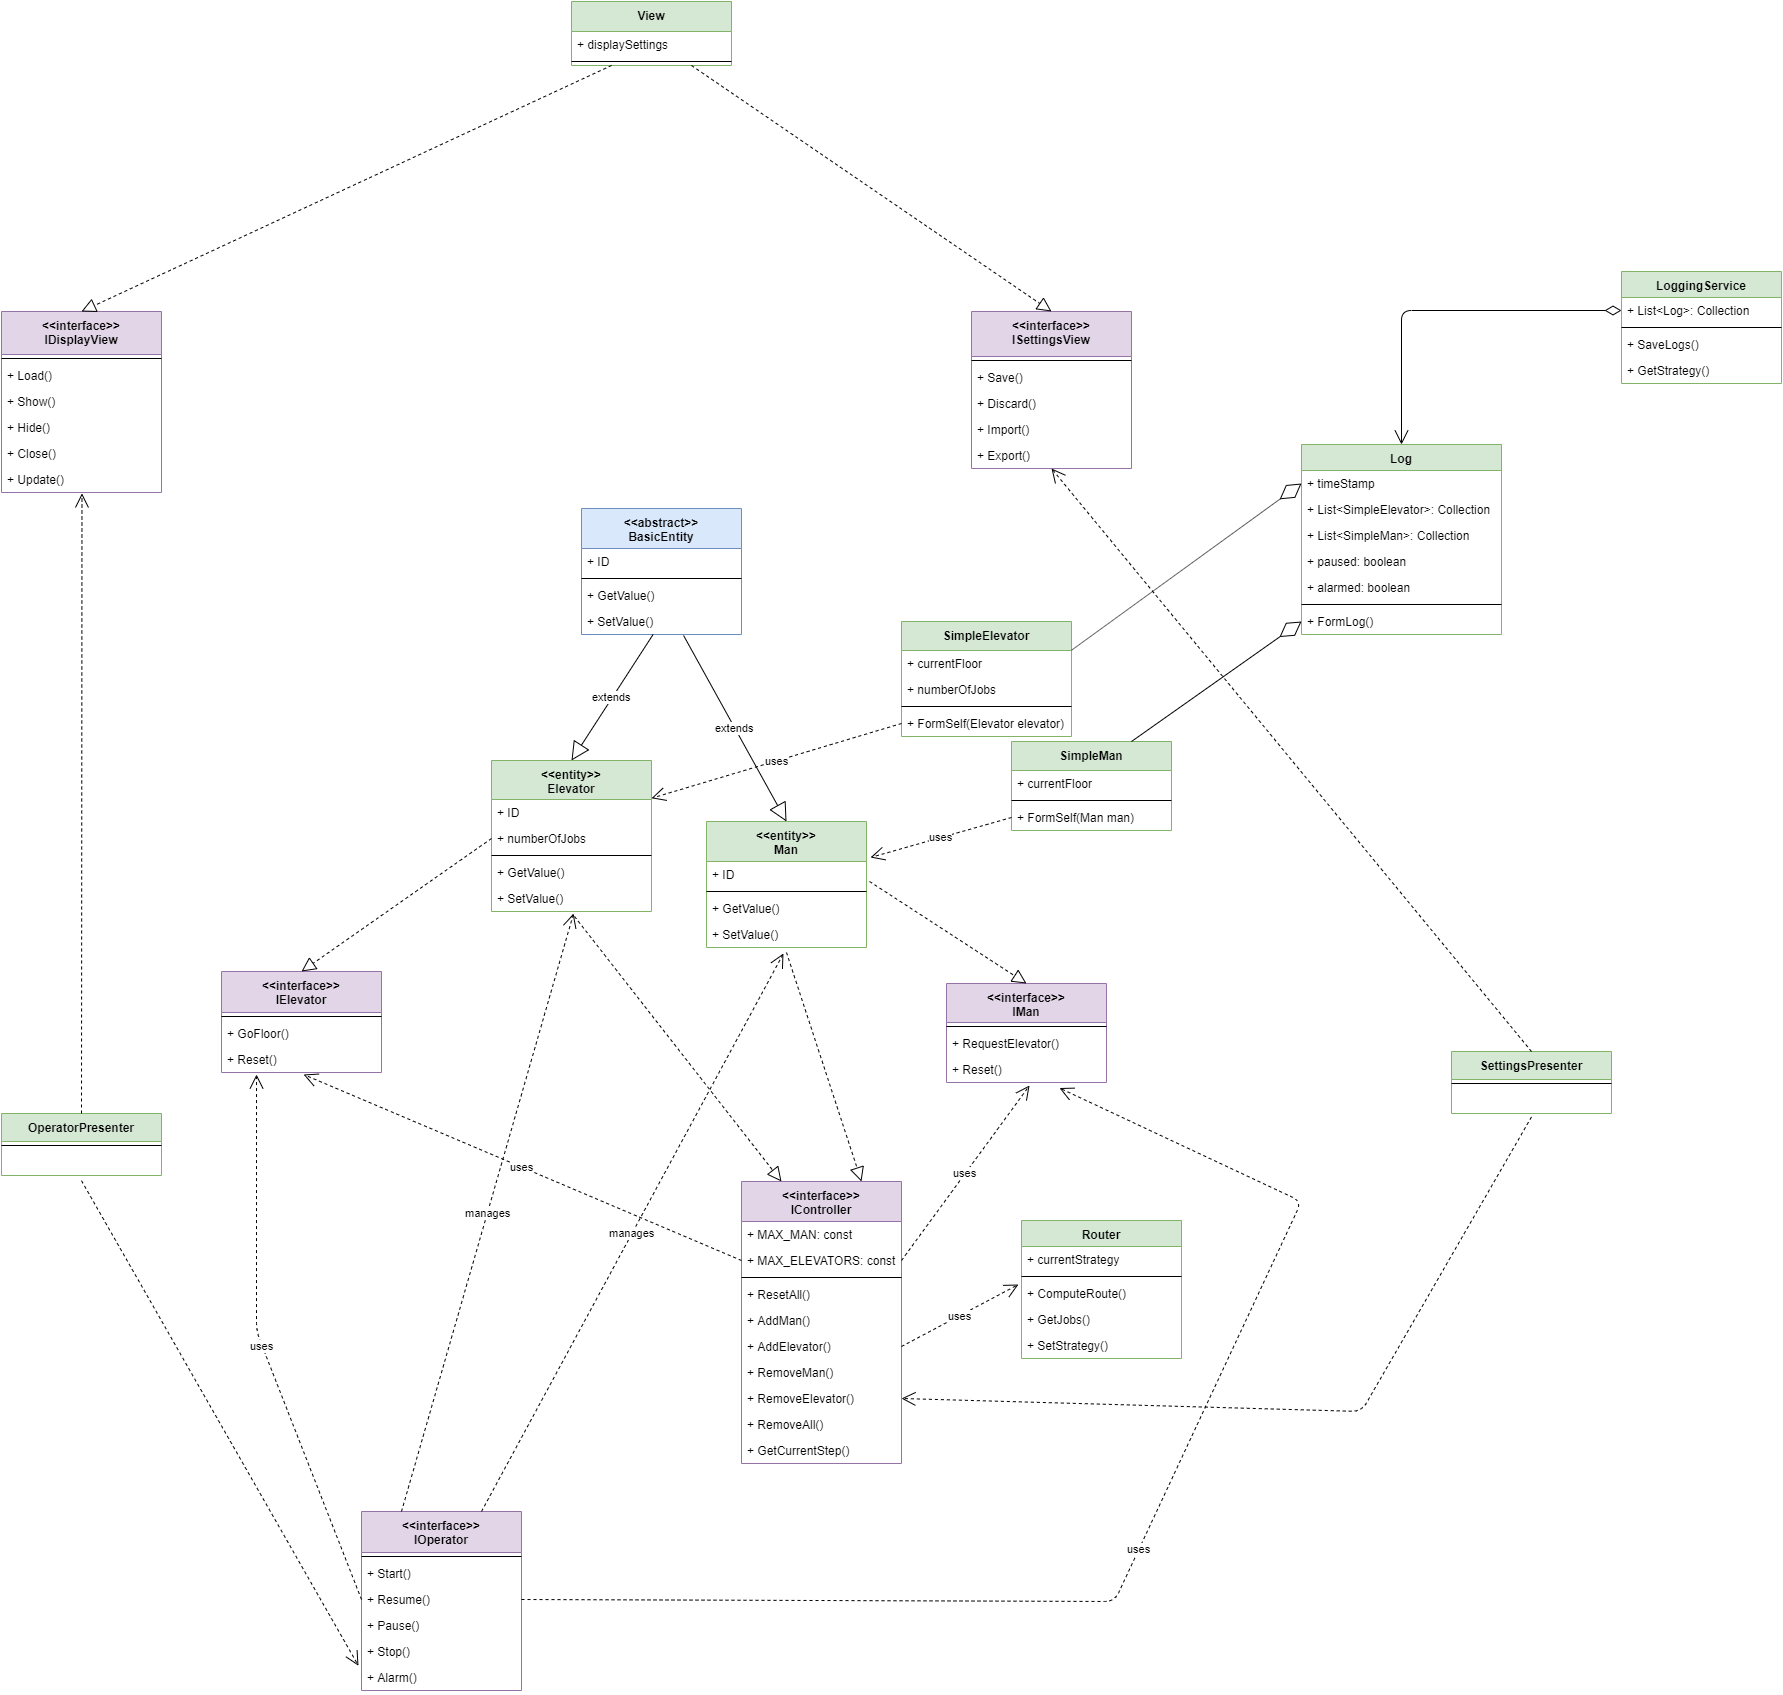 View
+ displaySettings
<<interface>>
IDisplayView
+ Load()
+ Show()
+ Hide()
+ Close()
+ Update()
<<interface>>
ISettingsView
+ Save()
+ Discard()
+ Import()
+ Export()
LoggingService
+ List<Log>: Collection
+ SaveLogs()
+ GetStrategy()
Log
+ timeStamp
+ List<SimpleElevator>: Collection
+ List<SimpleMan>: Collection
+ paused: boolean
+ alarmed: boolean
+ FormLog()
<<abstract>>
BasicEntity
+ ID
+ GetValue()
+ SetValue()
extends
extends
SimpleElevator
+ currentFloor
+ numberOfJobs
+ FormSelf(Elevator elevator)
uses
SimpleMan
+ currentFloor
+ FormSelf(Man man)
uses
<<entity>>
Elevator
+ ID
+ numberOfJobs
+ GetValue()
+ SetValue()
<<entity>>
Man
+ ID
+ GetValue()
+ SetValue()
<<interface>>
IElevator
+ GoFloor()
+ Reset()
<<interface>>
IMan
+ RequestElevator()
+ Reset()
SettingsPresenter
OperatorPresenter
uses
uses
manages
manages
<<interface>>
IController
+ MAX_MAN: const
+ MAX_ELEVATORS: const
+ ResetAll()
+ AddMan()
+ AddElevator()
+ RemoveMan()
+ RemoveElevator()
+ RemoveAll()
+ GetCurrentStep()
uses
Router
+ currentStrategy
+ ComputeRoute()
+ GetJobs()
+ SetStrategy()
uses
uses
<<interface>>
IOperator
+ Start()
+ Resume()
+ Pause()
+ Stop()
+ Alarm()